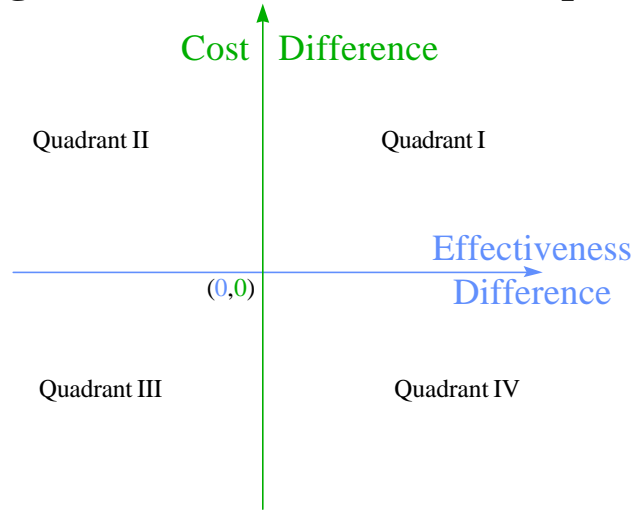 Cost Difference
Quadrant II Quadrant I
Effectiveness
(0,0) Difference
Quadrant III Quadrant IV